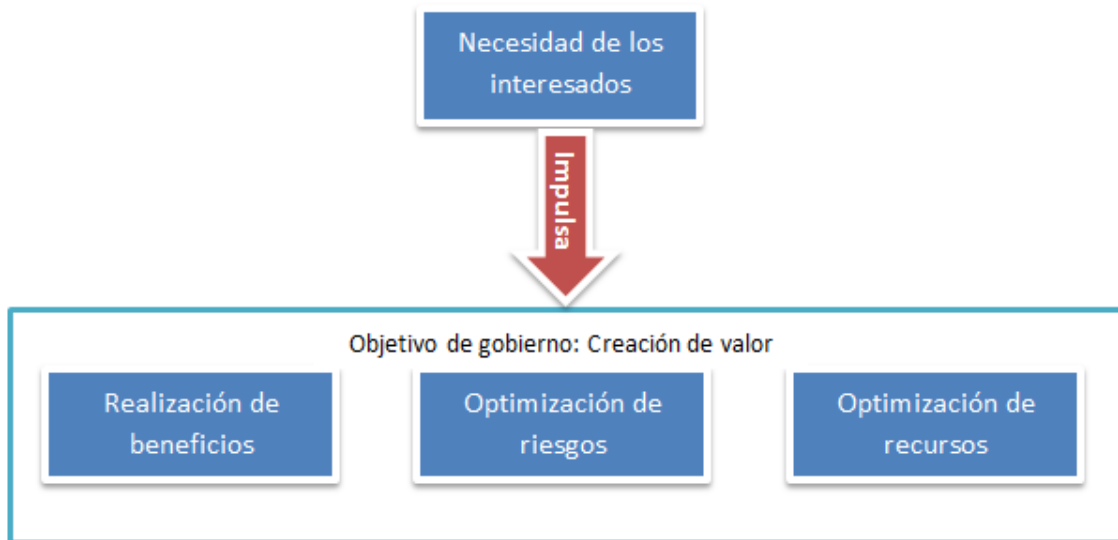 Necesidad de los
interesados
Impulsa
Objetivo de gobierno: Creación de valor
Realización de
beneficios
Optimización de
riesgos
Optimización de
recursos